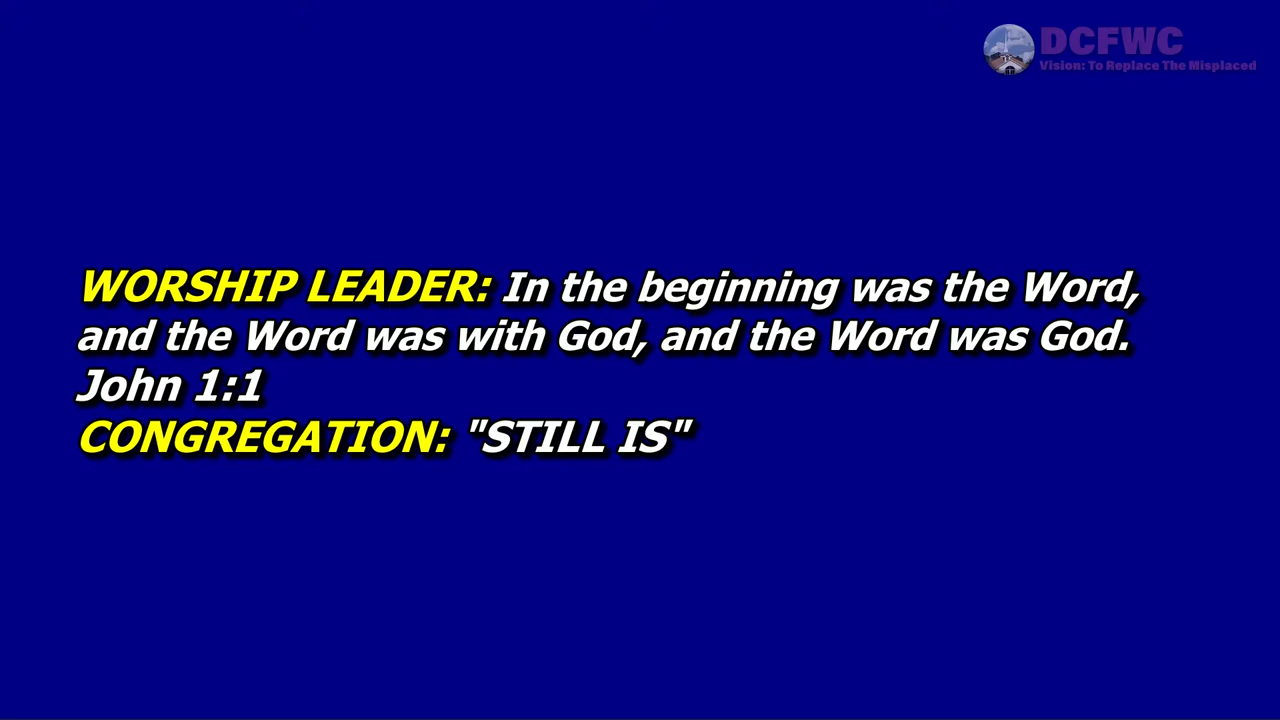 DCFWC
Vision: To Replace The Misplaced
WORSHIP LEADER: In the beginning was the Word,
and the Word was with God, and the Word was God.
John 1:1
CONGREGATION: "STILL IS"